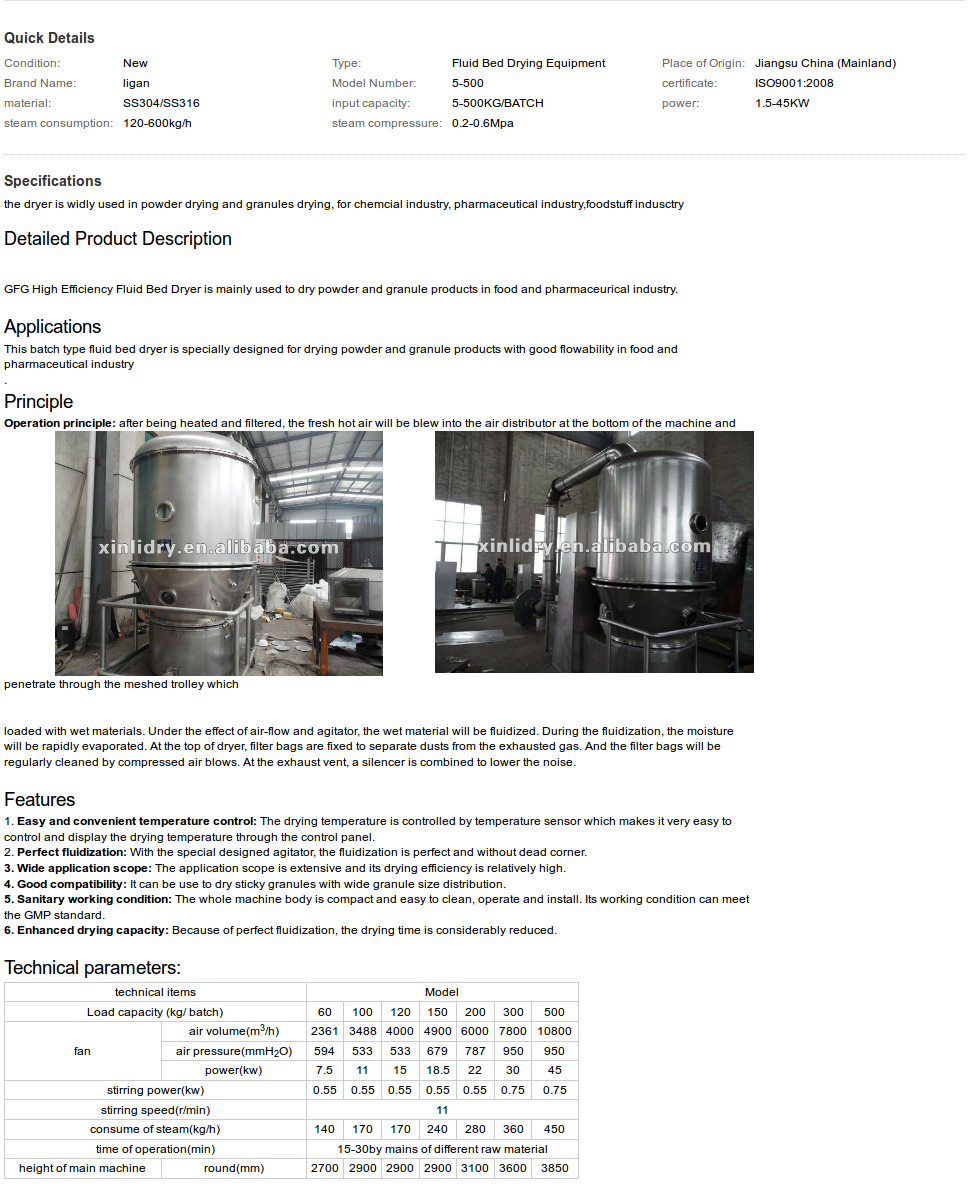 Quick Details
Condition: New Type: Fluid Bed Drying Equipment Place of Origin: Jiangsu China (Mainland)
Brand Name: ligan Model Number: 5-500 certificate: ISO9001:2008
material: SS304/SS316 input capacity: 5-500KG/BATCH power: 1.5-45KW
steam consumption: 120-600kg/h steam compressure: 0.2-0.6Mpa
Specifications
the dryer is widly used in powder drying and granules drying, for chemcial industry, pharmaceutical industry,foodstuff indusctry
Detailed Product Description
GFG High Efficiency Fluid Bed Dryer is mainly used to dry powder and granule products in food and pharmaceurical industry.
Applications
This batch type fluid bed dryer is specially designed for drying powder and granule products with good flowability in food and
pharmaceutical industry
.
Principle
Operation principle: after being heated and filtered, the fresh hot air will be blew into the air distributor at the bottom of the machine and
xinlidry.en.alibaba.com xinlidry.en.alibaba.com
penetrate through the meshed trolley which
loaded with wet materials. Under the effect of air-flow and agitator, the wet material will be fluidized. During the fluidization, the moisture
will be rapidly evaporated. At the top of dryer, filter bags are fixed to separate dusts from the exhausted gas. And the filter bags will be
regularly cleaned by compressed air blows. At the exhaust vent, a silencer is combined to lower the noise.
Features
1. Easy and convenient temperature control: The drying temperature is controlled by temperature sensor which makes it very easy to
control and display the drying temperature through the control panel.
2. Perfect fluidization: With the special designed agitator, the fluidization is perfect and without dead corner.
3. Wide application scope: The application scope is extensive and its drying efficiency is relatively high.
4. Good compatibility: It can be use to dry sticky granules with wide granule size distribution.
5. Sanitary working condition: The whole machine body is compact and easy to clean, operate and install. Its working condition can meet
the GMP standard.
6. Enhanced drying capacity: Because of perfect fluidization, the drying time is considerably reduced.
Technical parameters:
technical items Model
Load capacity (kg/ batch) 60 100 120 150 200 300 500
fan air volume(m³/h) 2361 3488 4000 4900 6000 7800 10800
air pressure(mmH₂O) 594 533 533 679 787 950 950
power(kw) 7.5 11 15 18.5 22 30 45
stirring power(kw) 0.55 0.55 0.55 0.55 0.55 0.75 0.75
stirring speed(r/min) 11
consume of steam(kg/h) 140 170 170 240 280 360 450
time of operation(min) 15-30by mains of different raw material
height of main machine round(mm) 2700 2900 2900 2900 3100 3600 3850